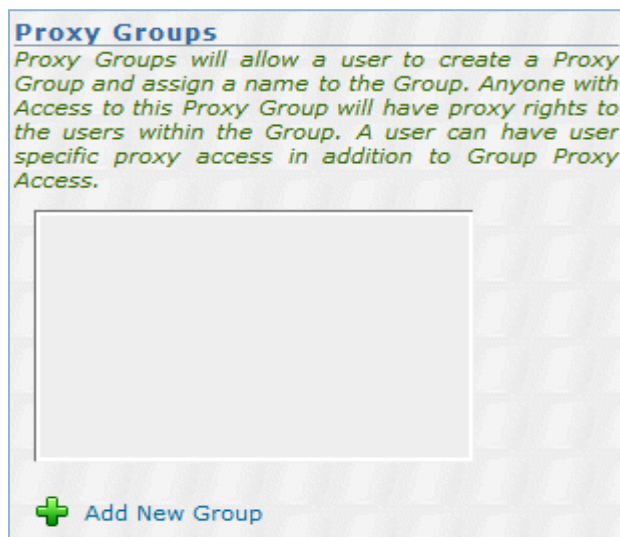 Proxy Groups
Proxy Groups will allow a user to create a Proxy
Group and assign a name to the Group. Anyone with
Access to this Proxy Group will have proxy rights to
the users within the Group. A user can have user
specific proxy access in addition to Group Proxy
Access.
Add New Group